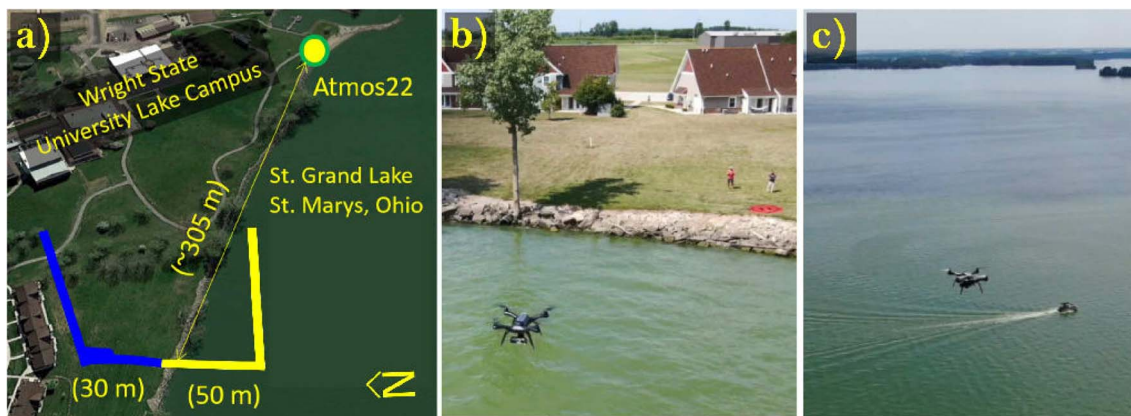 a)
Wright State
University Lake Campus
Atmos22
St. Grand Lake
St. Marys, Ohio
(~305 m)
(30 m)
(50 m)
N
b)
c)